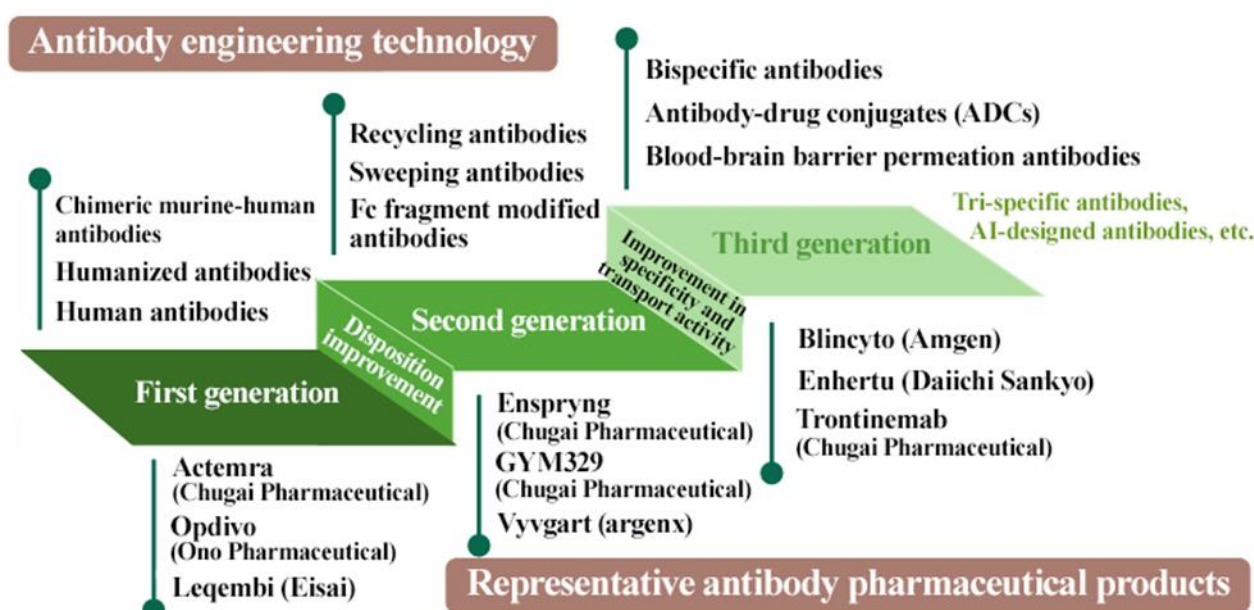 Antibody engineering technology
Chimeric murine-human
antibodies
Humanized antibodies
Human antibodies
Recycling antibodies
Sweeping antibodies
Fc fragment modified
antibodies
Bispecific antibodies
Antibody-drug conjugates (ADCs)
Blood-brain barrier permeation antibodies
Tri-specific antibodies,
AI-designed antibodies, etc.
First generation
Disposition
improvement
Second generation
Improvement in
specificity and
transport activity
Third generation
Actemra
(Chugai Pharmaceutical)
Opdivo
(Ono Pharmaceutical)
Leqembi (Eisai)
Enspryng
(Chugai Pharmaceutical)
GYM329
(Chugai Pharmaceutical)
Vyvgart (argenx)
Blincyto (Amgen)
Enhertu (Daiichi Sankyo)
Trontinemab
(Chugai Pharmaceutical)
Representative antibody pharmaceutical products